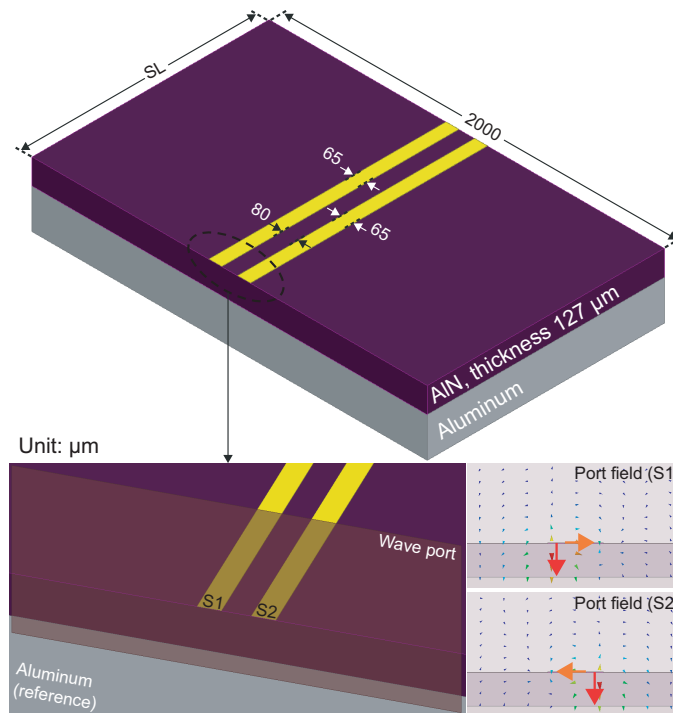 SL
2000
65
80
65
AlN, thickness 127 µm
Aluminum
Unit: µm
Port field (S1
Wave port
S1
S2
Port field (S2
Aluminum
(reference)